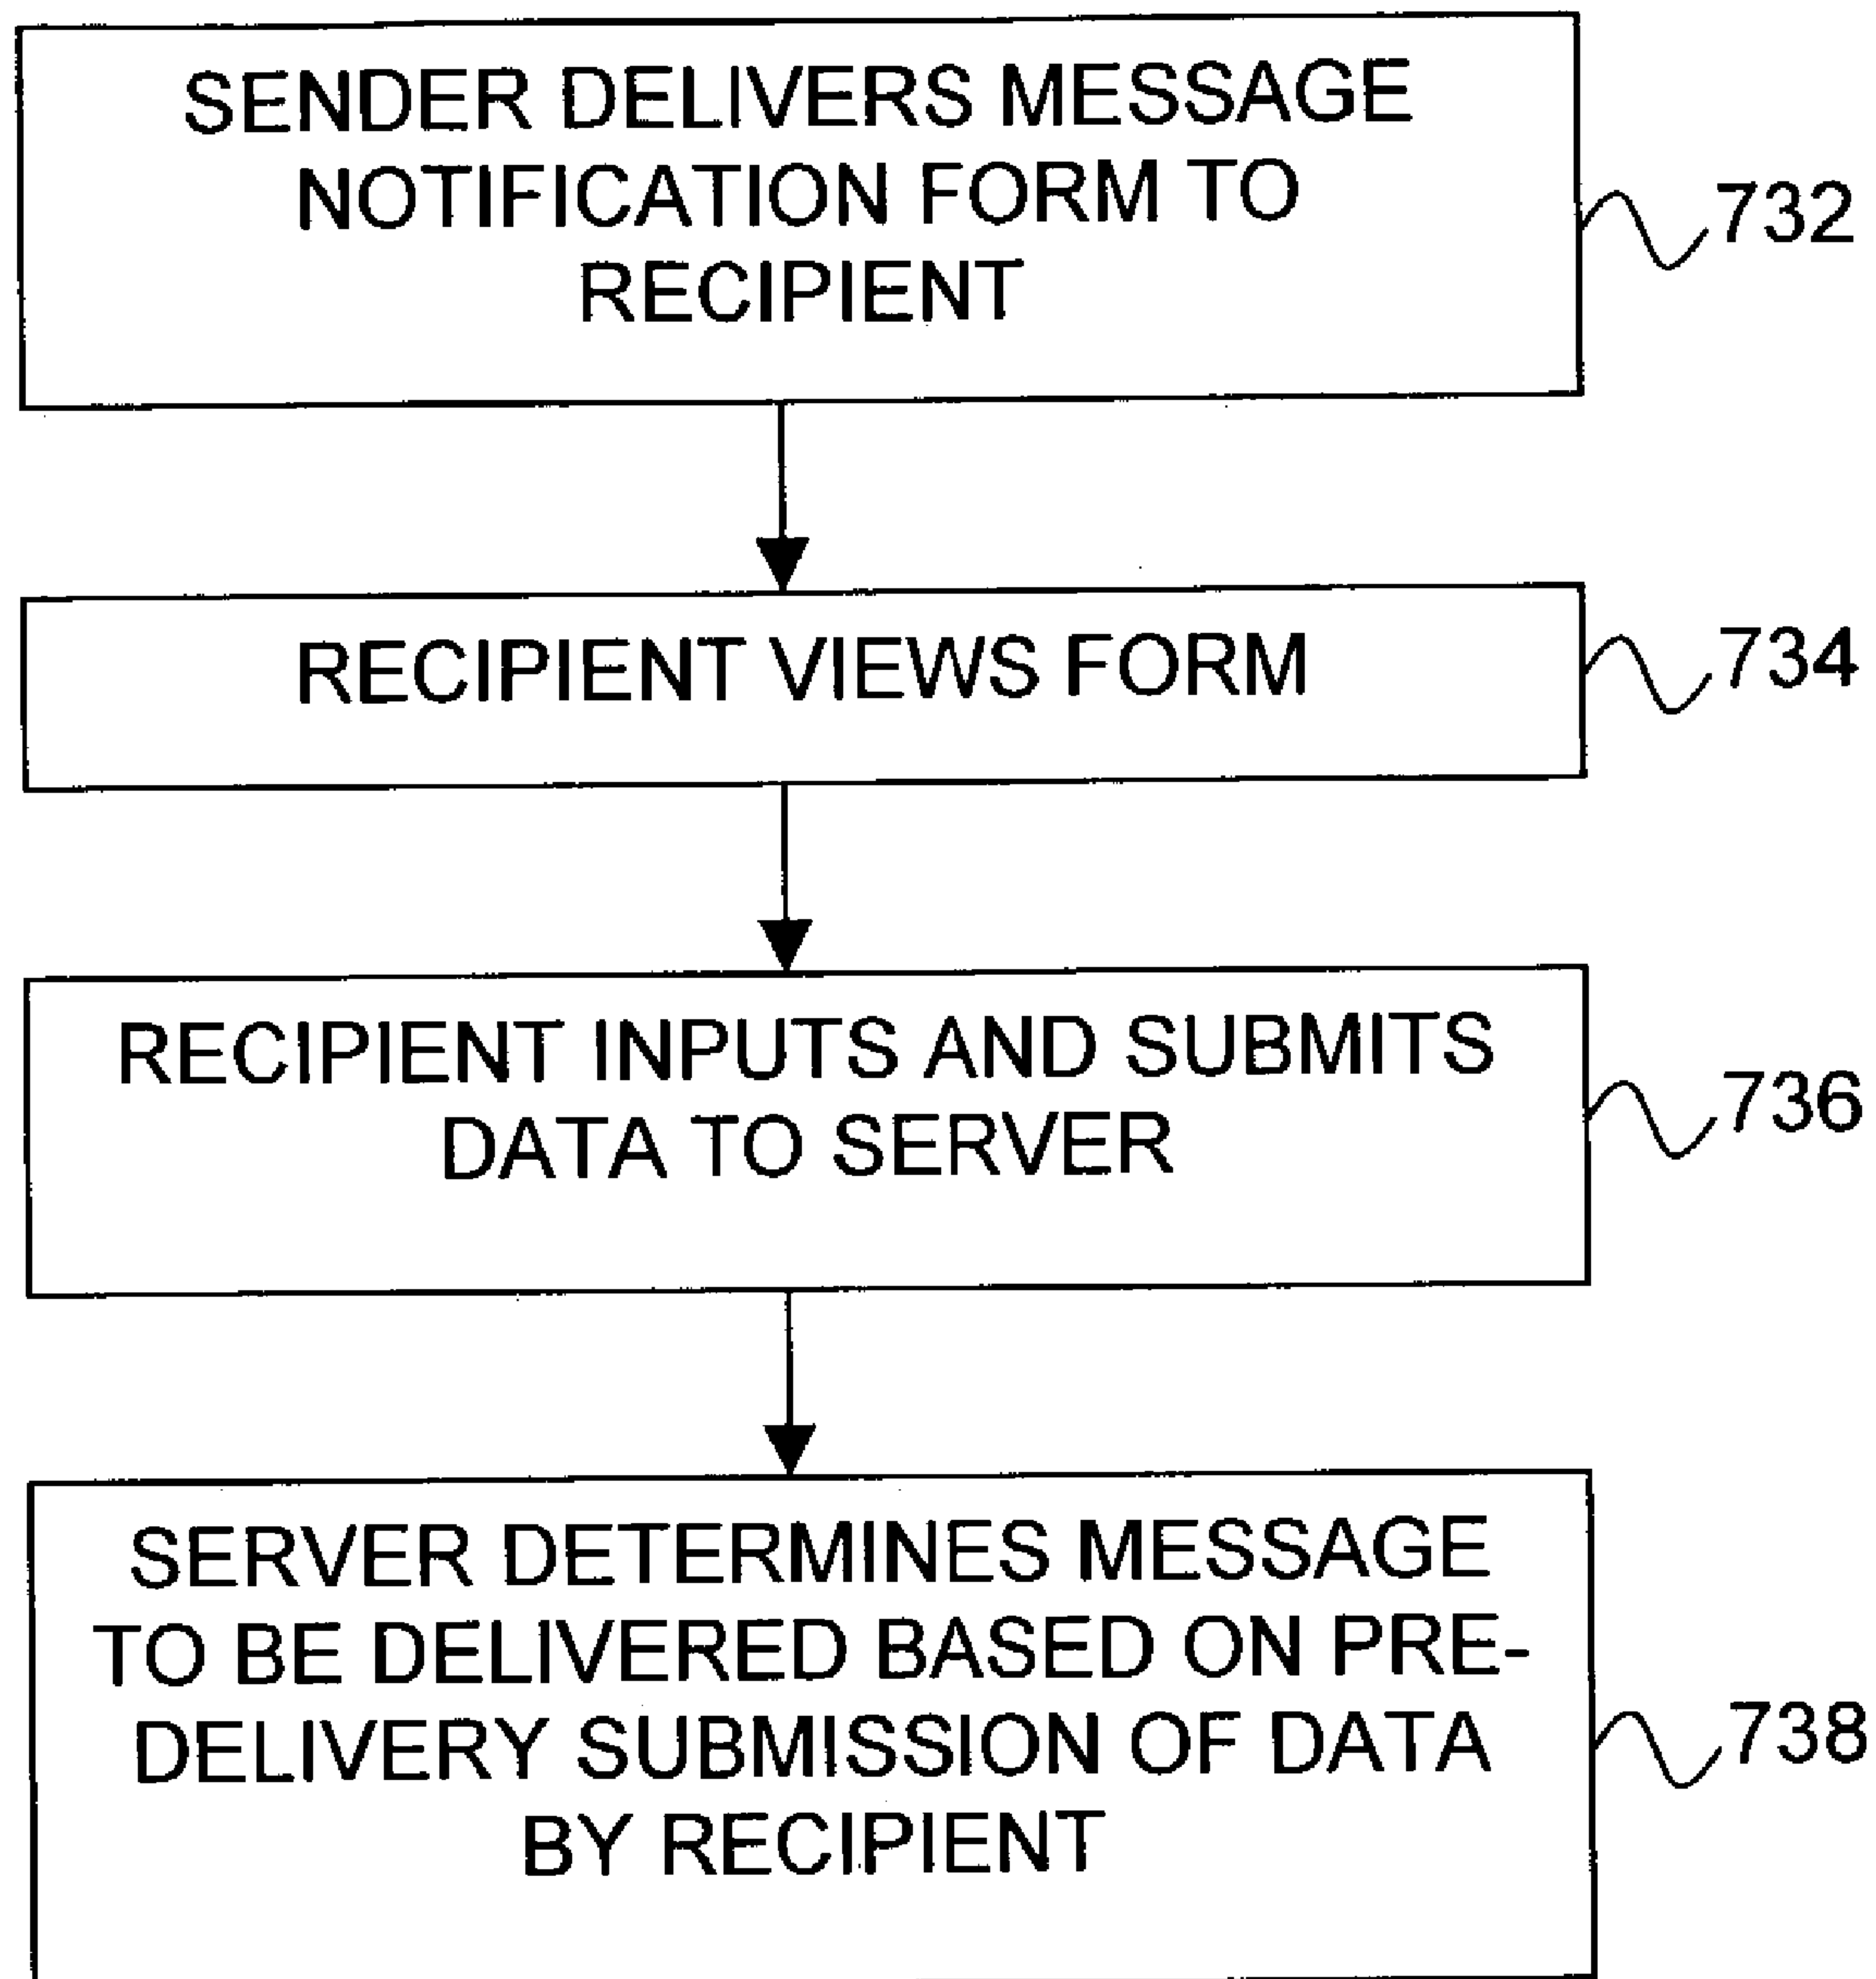 SENDER DELIVERS MESSAGE
NOTIFICATION FORM TO
RECIPIENT
732
RECIPIENT VIEWS FORM
734
RECIPIENT INPUTS AND SUBMITS
DATA TO SERVER
736
SERVER DETERMINES MESSAGE
TO BE DELIVERED BASED ON PRE-
DELIVERY SUBMISSION OF DATA
BY RECIPIENT
738